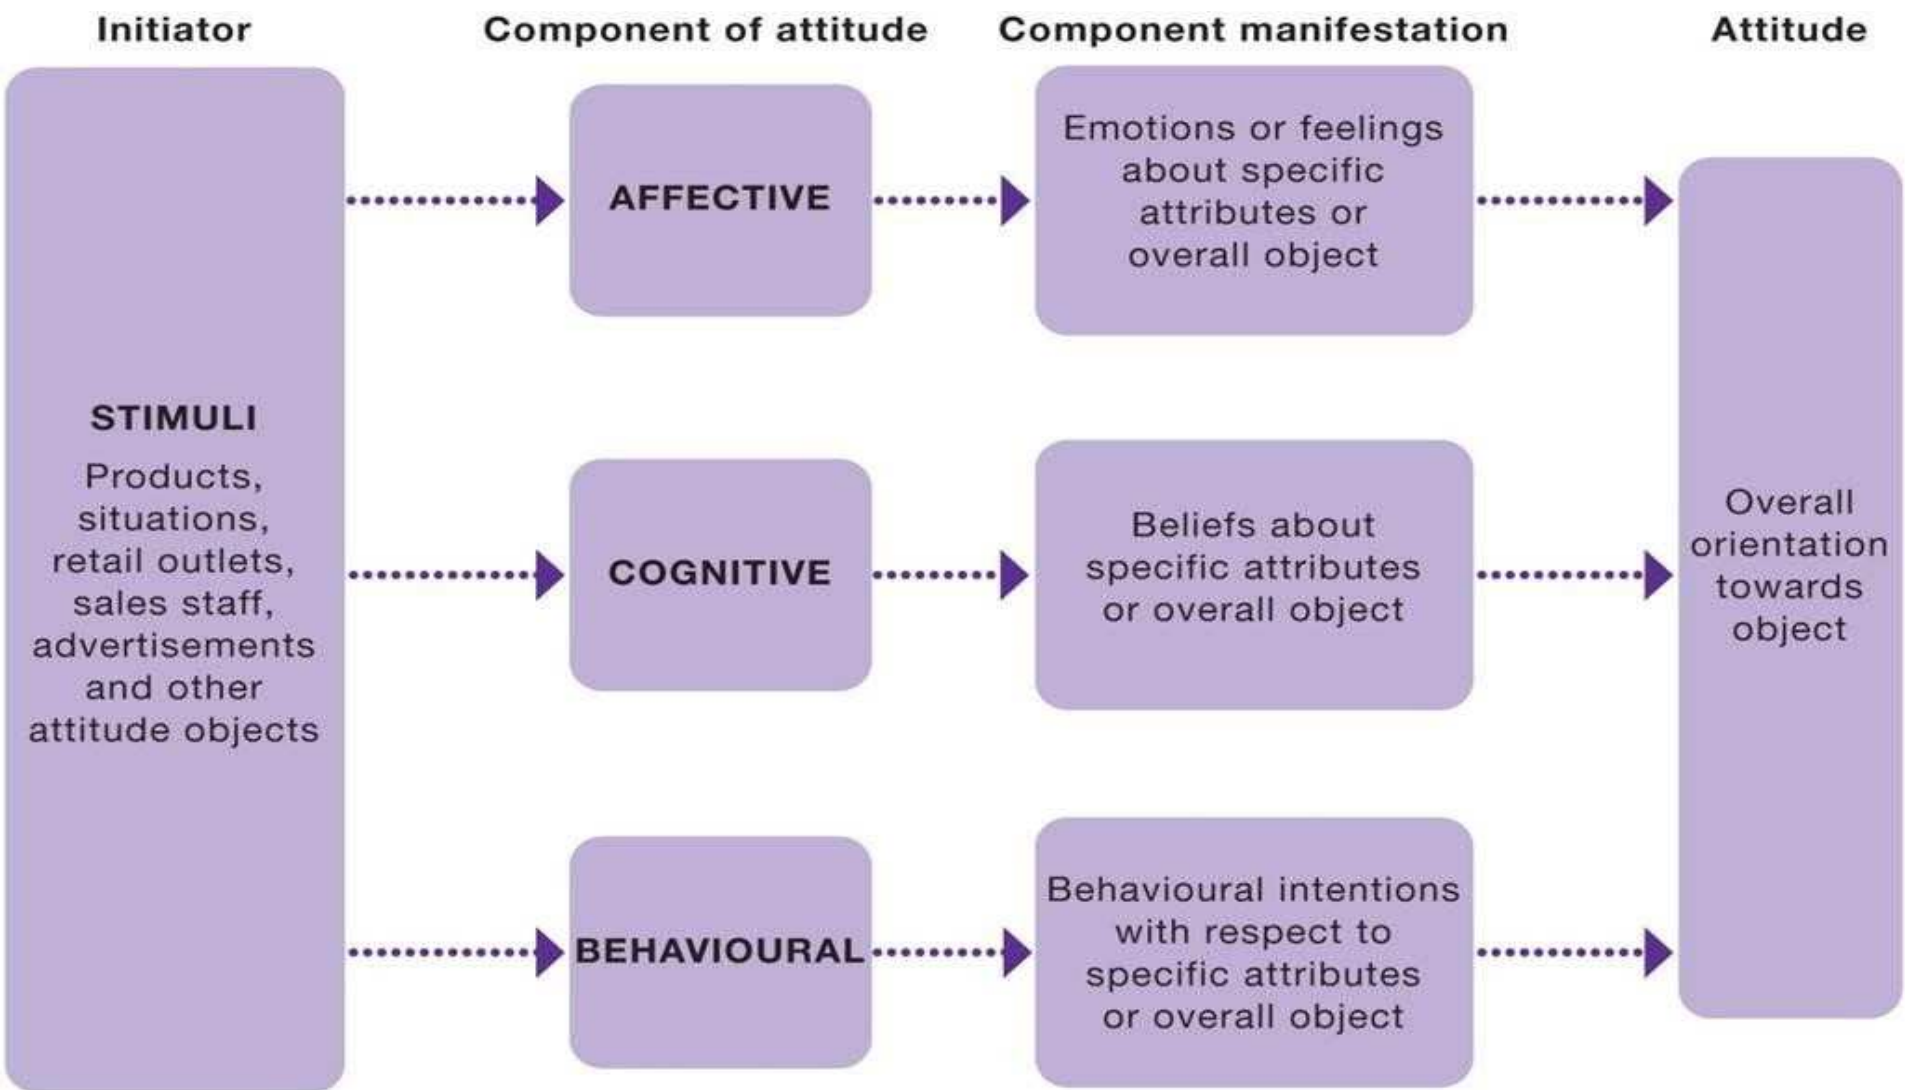 Initiator
Component of attitude
Component manifestation
Attitude
STIMULI
Products,
situations,
retail outlets,
sales staff,
advertisements
and other
attitude objects
AFFECTIVE
Emotions or feelings
about specific
attributes or
overall object
COGNITIVE
Beliefs about
specific attributes
or overall object
BEHAVIOURAL
Behavioural intentions
with respect to
specific attributes
or overall object
Overall
orientation
towards
object